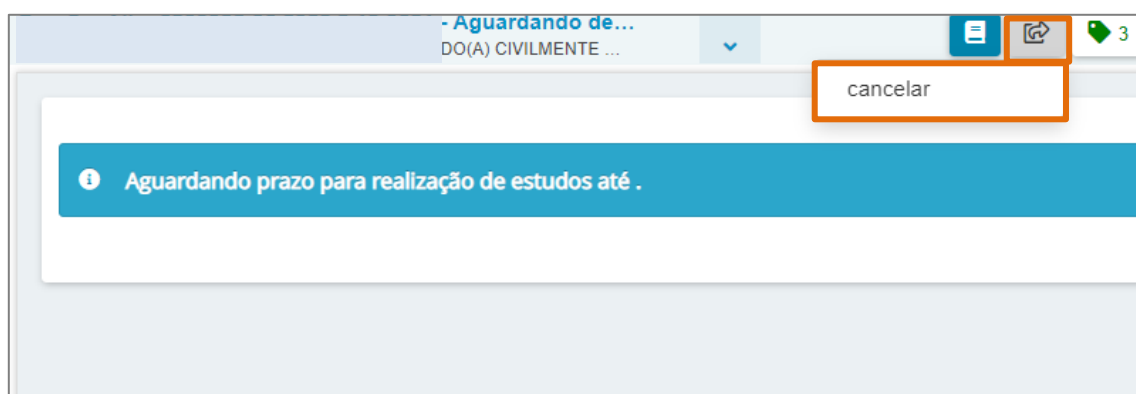 - Aguardando de...
DO(A) CIVILMENTE ...
3
cancelar
Aguardando prazo para realização de estudos até .